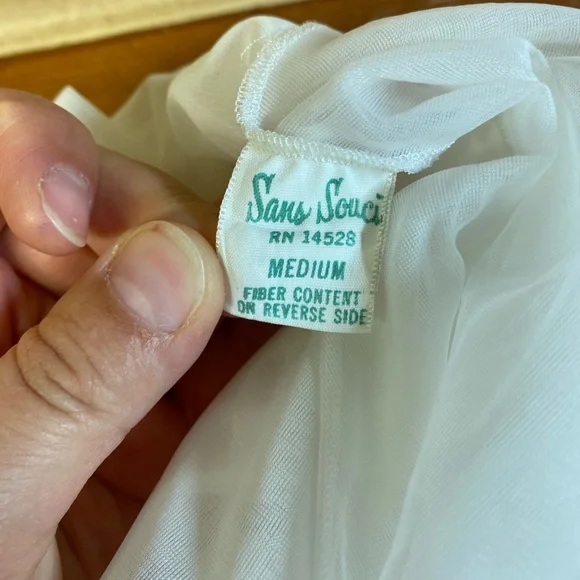 Sans Souci
RN 14528
MEDIUM
FIBER CONTENT
ON REVERSE SIDE